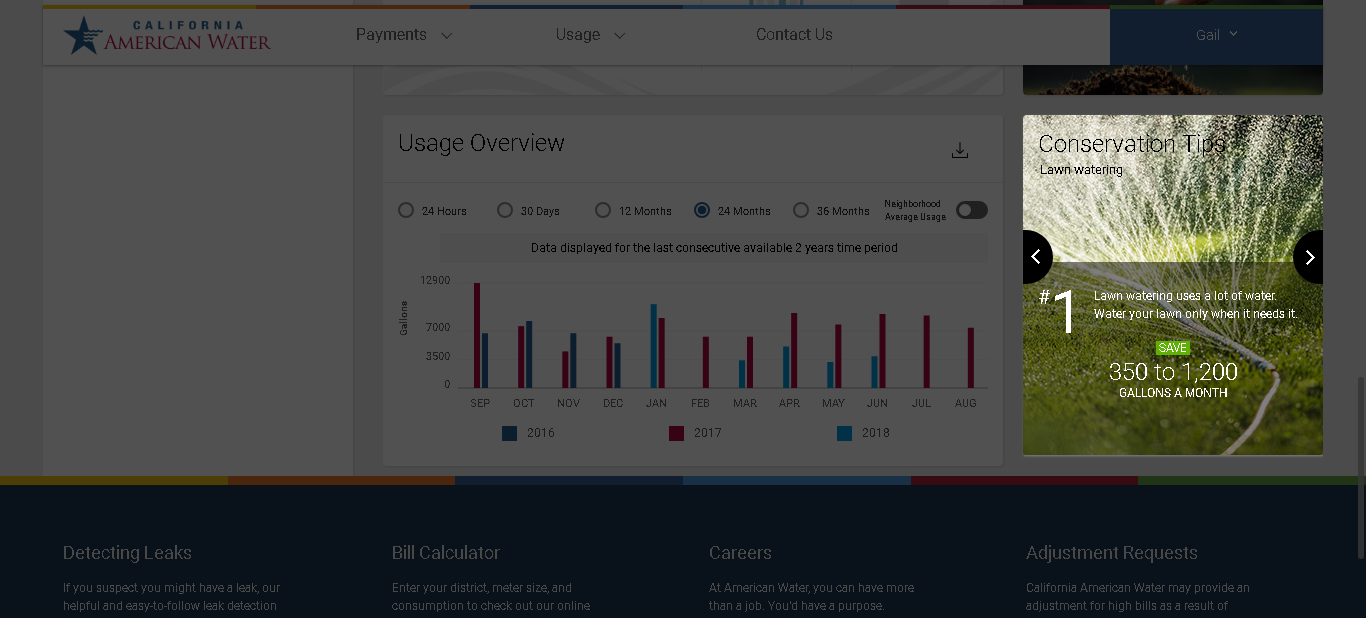 CALIFORNIA
AMERICAN WATER
Payments
Usage
Contact Us
Gail
Usage Overview
24 Hours
30 Days
12 Months
24 Months
36 Months
Neighborhood
Average Usage
Data displayed for the last consecutive available 2 years time period
Gallons
12900
7000
3500
0
SEP OCT NOV DEC JAN FEB MAR APR MAY JUN JUL AUG
2016 2017 2018
Conservation Tips
Lawn watering
#1
Lawn watering uses a lot of water.
Water your lawn only when it needs it.
SAVE
350 to 1,200
GALLONS A MONTH
Detecting Leaks
If you suspect you might have a leak, our
helpful and easy-to-follow leak detection
Bill Calculator
Enter your district, meter size, and
consumption to check out our online
Careers
At American Water, you can have more
than a job. You'd have a purpose.
Adjustment Requests
California American Water may provide an
adjustment for high bills as a result of